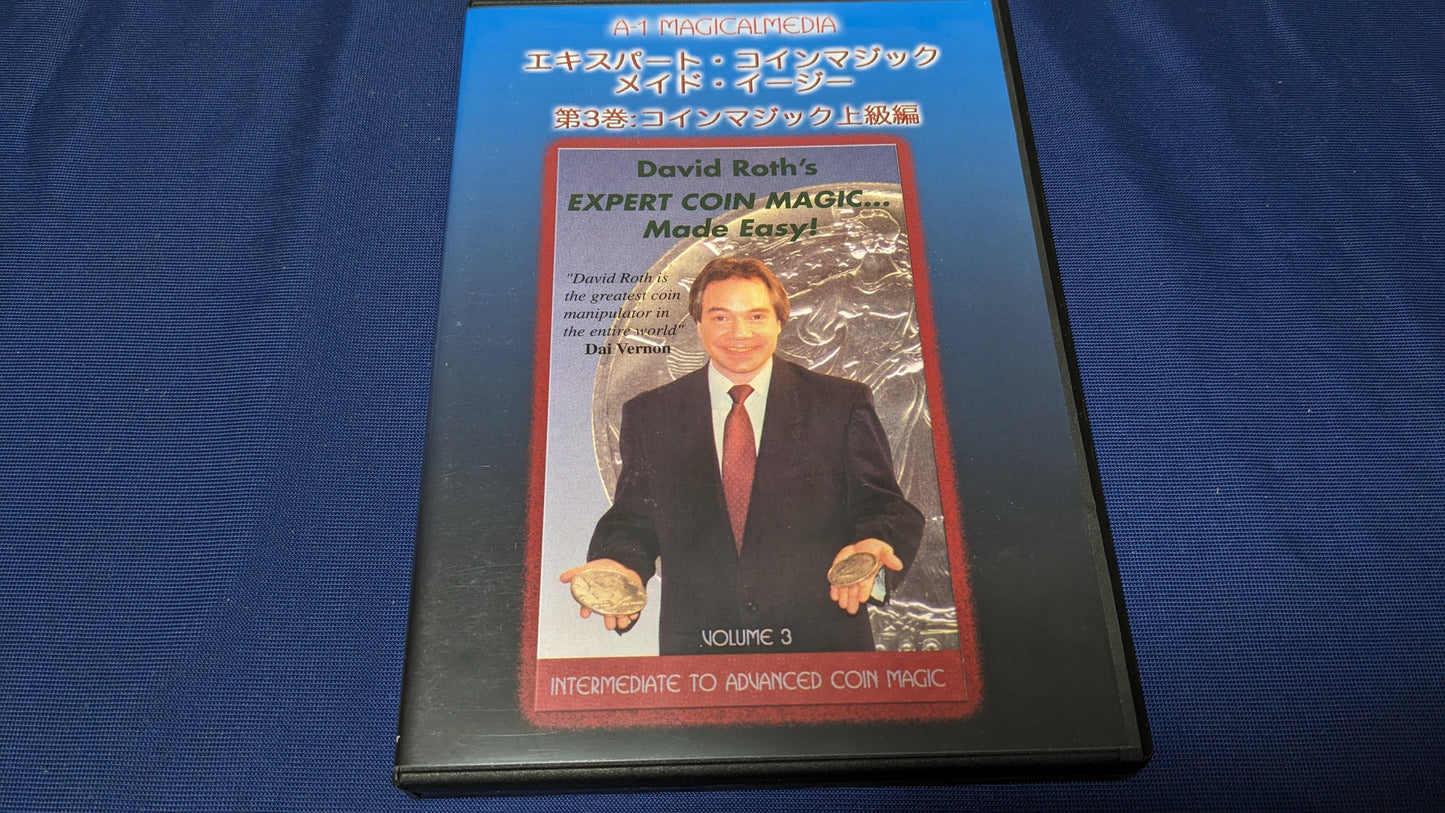 A-1 MAGICALMEDIA
エキスパート・コインマジック
メイド・イージー
第3巻:コインマジック上級編
David Roth's
EXPERT COIN MAGIC...
Made Easy!
"David Roth is
the greatest coin
manipulator in
the entire world"
Dai Vernon
VOLUME 3
INTERMEDIATE TO ADVANCED COIN MAGIC